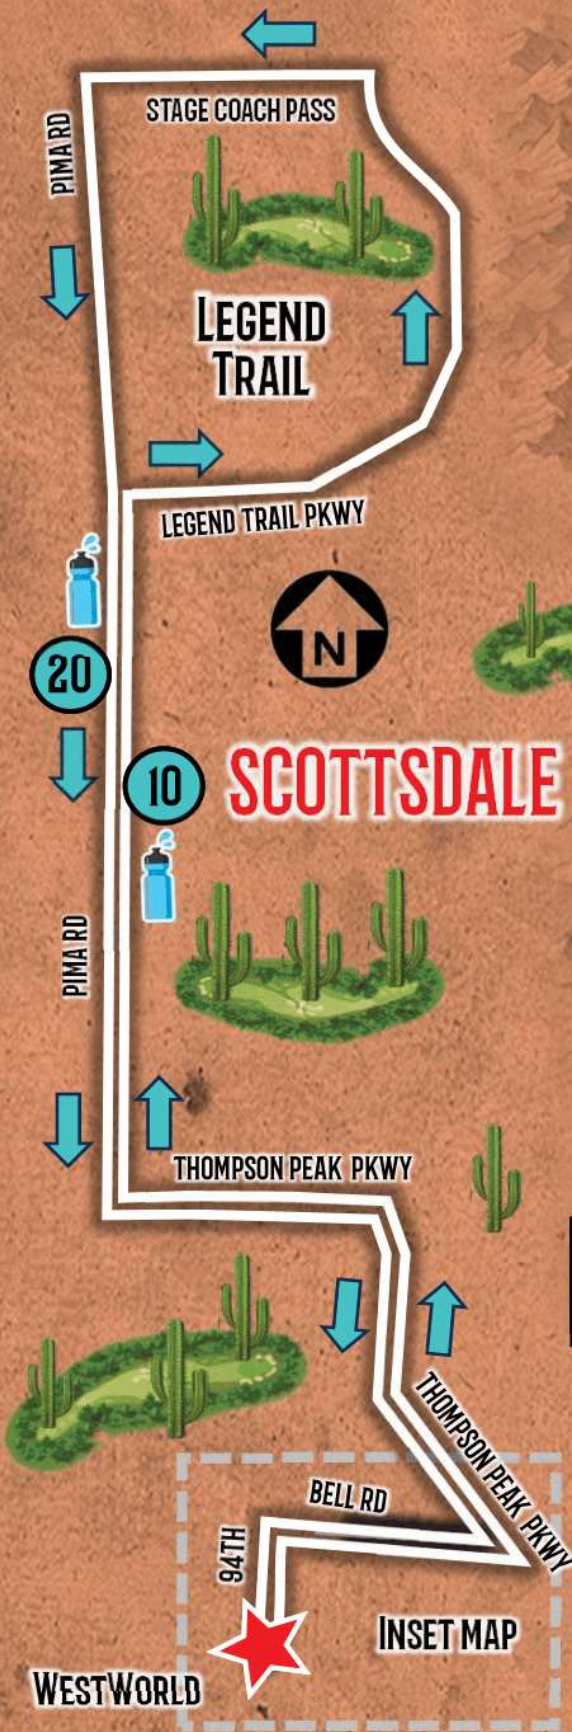 STAGE COACH PASS
PIMA RD
LEGEND
TRAIL
LEGEND TRAIL PKWY
N
20
10
SCOTTSDALE
PIMA RD
THOMPSON PEAK PKWY
THOMPSON PEAK PKWY
BELL RD
94TH
INSET MAP
WESTWORLD